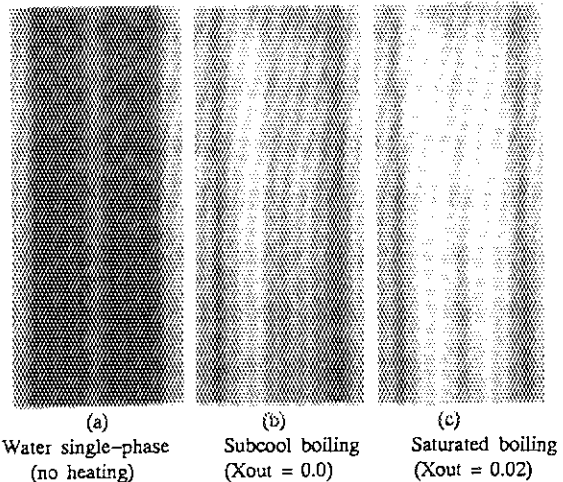 (a)
Water single-phase
(no heating)
(b)
Subcool boiling
(Xout = 0.0)
(c)
Saturated boiling
(Xout = 0.02)